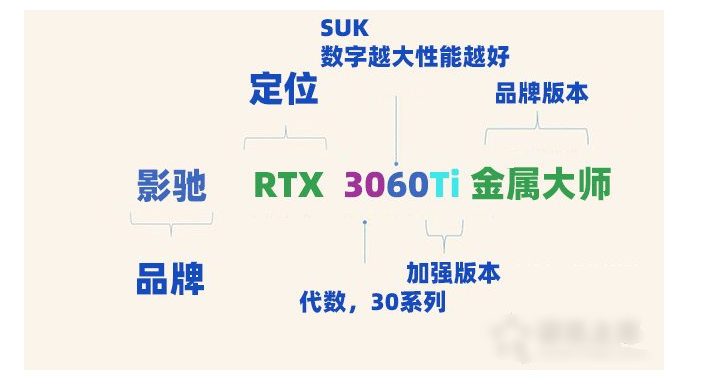 SUK
数字越大性能越好
定位
品牌版本
影驰 RTX 3060Ti 金属大师
品牌
加强版本
代数，30系列